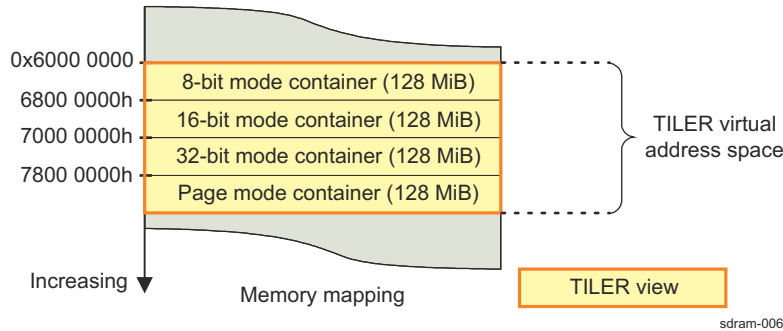 0x6000 0000
8-bit mode container (128 MiB)
6800 0000h
16-bit mode container (128 MiB)
7000 0000h
32-bit mode container (128 MiB)
7800 0000h
Page mode container (128 MiB)
TILER virtual
address space
Increasing
Memory mapping
TILER view
sdram-006